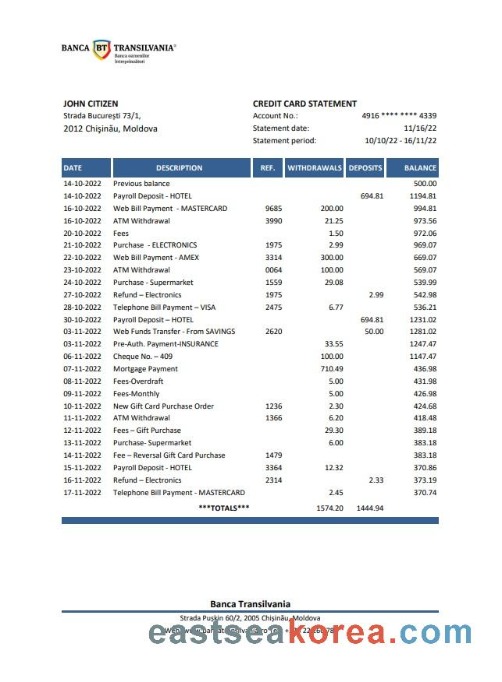 BANCA BT TRANSILVANIA®
Banca oamenilor
întreprinzători
JOHN CITIZEN
Strada București 73/1,
2012 Chișinău, Moldova
CREDIT CARD STATEMENT
Account No.: 4916 **** **** 4339
Statement date: 11/16/22
Statement period: 10/10/22 - 16/11/22
DATE DESCRIPTION REF. WITHDRAWALS DEPOSITS BALANCE
14-10-2022 Previous balance 500.00
14-10-2022 Payroll Deposit - HOTEL 694.81 1194.81
16-10-2022 Web Bill Payment - MASTERCARD 9685 200.00 994.81
16-10-2022 ATM Withdrawal 3990 21.25 973.56
20-10-2022 Fees 1.50 972.06
21-10-2022 Purchase - ELECTRONICS 1975 2.99 969.07
22-10-2022 Web Bill Payment - AMEX 3314 300.00 669.07
23-10-2022 ATM Withdrawal 0064 100.00 569.07
24-10-2022 Purchase - Supermarket 1559 29.08 539.99
27-10-2022 Refund – Electronics 1975 2.99 542.98
28-10-2022 Telephone Bill Payment – VISA 2475 6.77 536.21
30-10-2022 Payroll Deposit – HOTEL 694.81 1231.02
03-11-2022 Web Funds Transfer - From SAVINGS 2620 50.00 1281.02
03-11-2022 Pre-Auth. Payment-INSURANCE 33.55 1247.47
06-11-2022 Cheque No. – 409 100.00 1147.47
07-11-2022 Mortgage Payment 710.49 436.98
08-11-2022 Fees-Overdraft 5.00 431.98
09-11-2022 Fees-Monthly 5.00 426.98
10-11-2022 New Gift Card Purchase Order 1236 2.30 424.68
11-11-2022 ATM Withdrawal 1366 6.20 418.48
12-11-2022 Fees – Gift Purchase 29.30 389.18
13-11-2022 Purchase- Supermarket 6.00 383.18
14-11-2022 Fee – Reversal Gift Card Purchase 1479 383.18
15-11-2022 Payroll Deposit - HOTEL 3364 12.32 370.86
16-11-2022 Refund – Electronics 2314 2.33 373.19
17-11-2022 Telephone Bill Payment - MASTERCARD 2.45 370.74
***TOTALS*** 1574.20 1444.94
Banca Transilvania
Strada Pușkin 60/2, 2005 Chișinău, Moldova
eastseakorea.com